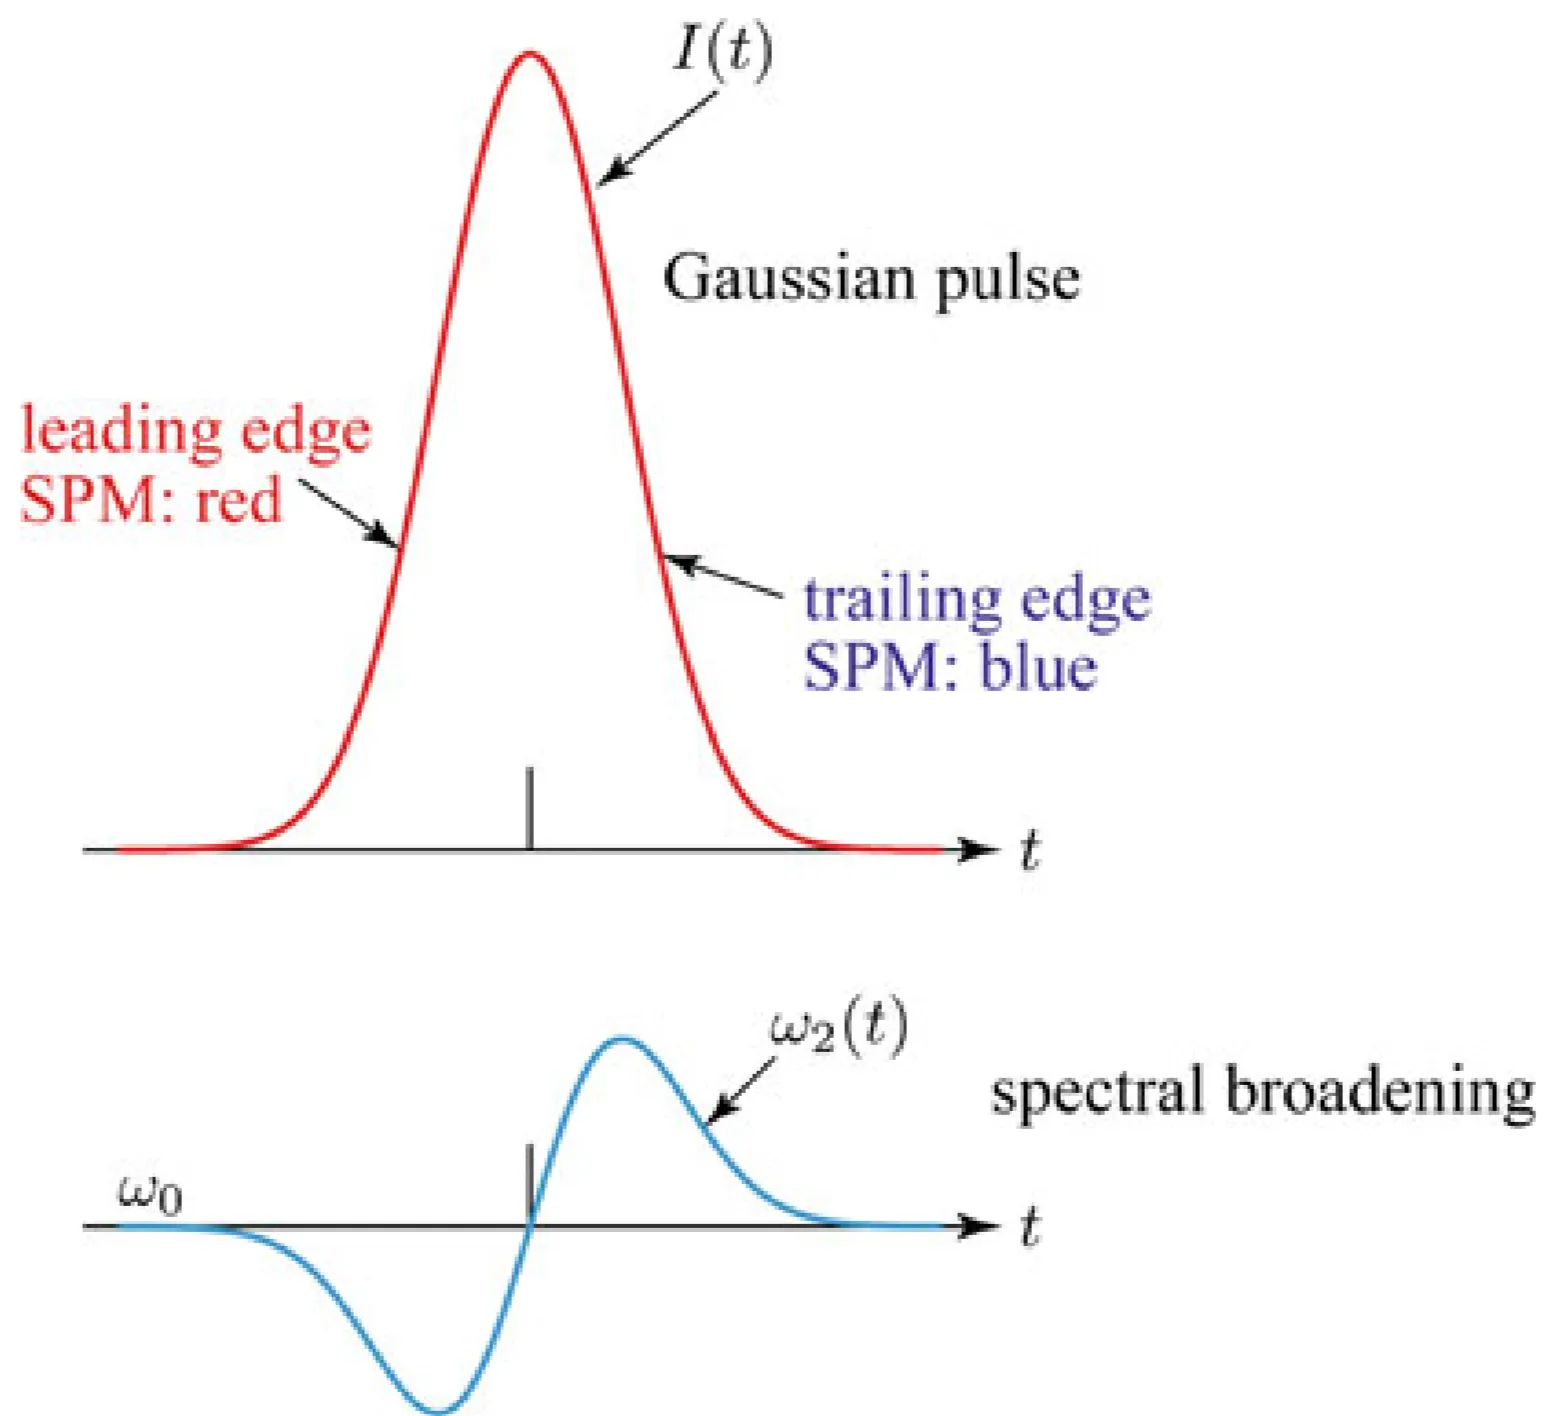 I(t)
Gaussian pulse
leading edge
SPM: red
trailing edge
SPM: blue
t
ω₂(t)
spectral broadening
ω₀
t